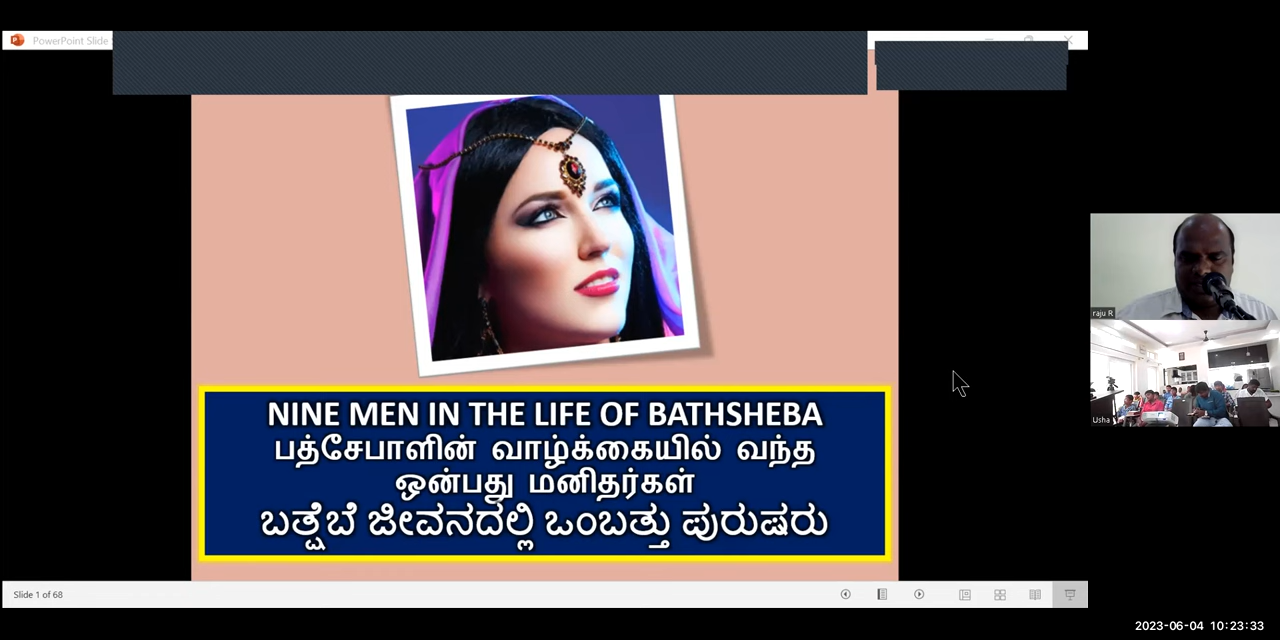 PowerPoint Slide
NINE MEN IN THE LIFE OF BATHSHEBA
பத்சேபாளின் வாழ்க்கையில் வந்த
ஒன்பது மனிதர்கள்
ಬತ್ಷೆಬೆ ಜೀವನದಲ್ಲಿ ಒಂಬತ್ತು ಪುರುಷರು
raju R
Usha
Slide 1 of 68
2023-06-04 10:23:33